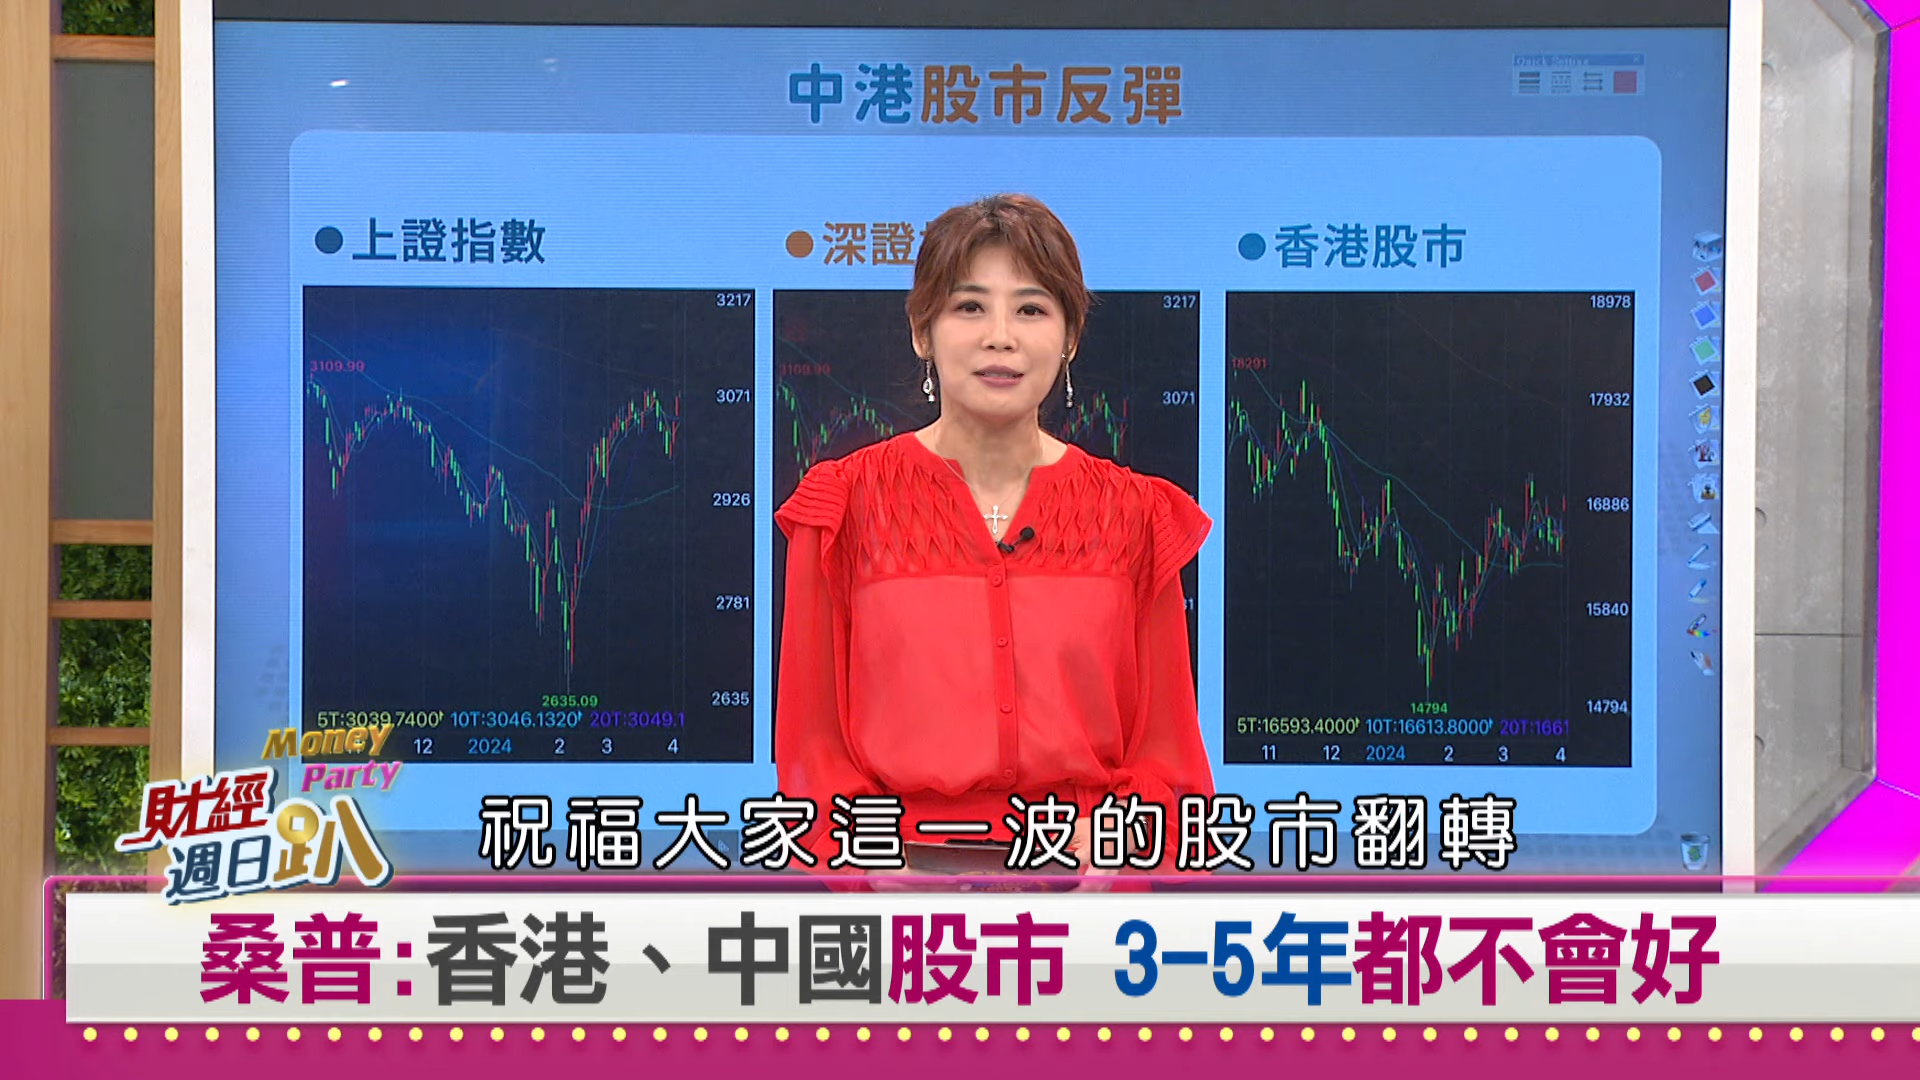 中港股市反彈
●上證指數
●深證
●香港股市
3217
3109.99
3071
2926
2781
2635.09
2635
5T:3039.7400 10T:3046.1320 20T:3049.1
12 2024 2 3 4
3217
3109.99
3071
18978
18291
17932
16886
15840
14794
14794
5T:16593.4000 10T:16613.8000 20T:1661
11 12 2024 2 3 4
Money
Party
財經
週日趴
祝福大家這一波的股市翻轉
桑普:香港、中國股市 3-5年都不會好